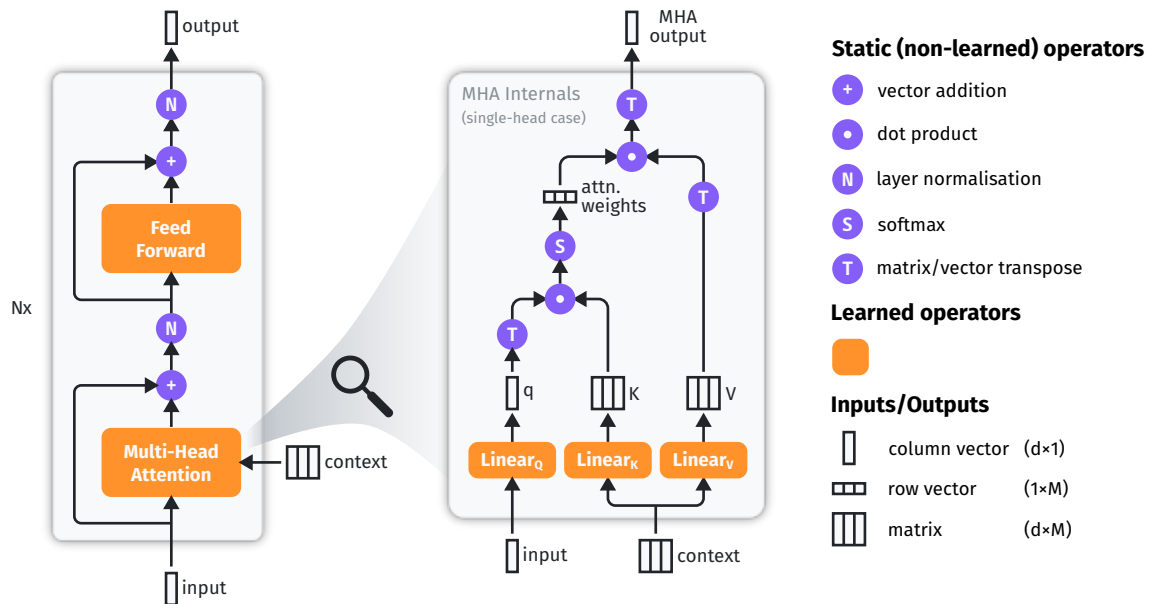 output
N
+
Feed
Forward
Nx
N
+
Multi-Head
Attention
context
input
MHA
output
MHA Internals
(single-head case)
T
attn.
weights
T
S
T
q
K
V
LinearQ
LinearK
LinearV
input
context
Static (non-learned) operators
+ vector addition
dot product
N layer normalisation
S softmax
T matrix/vector transpose
Learned operators
Inputs/Outputs
column vector (d×1)
row vector (1×M)
matrix (d×M)